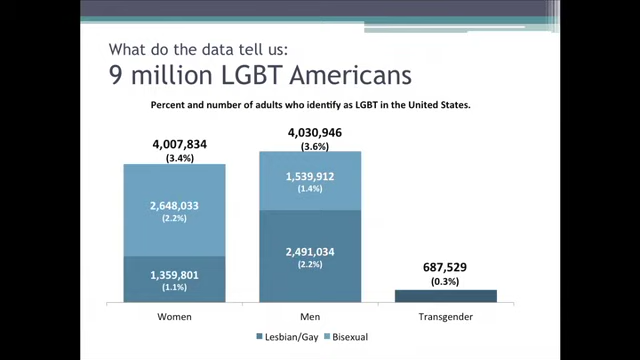 What do the data tell us:
9 million LGBT Americans
Percent and number of adults who identify as LGBT in the United States.
4,007,834
(3.4%)
4,030,946
(3.6%)
2,648,033
(2.2%)
1,539,912
(1.4%)
1,359,801
(1.1%)
2,491,034
(2.2%)
687,529
(0.3%)
Women
Men
Transgender
Lesbian/Gay
Bisexual